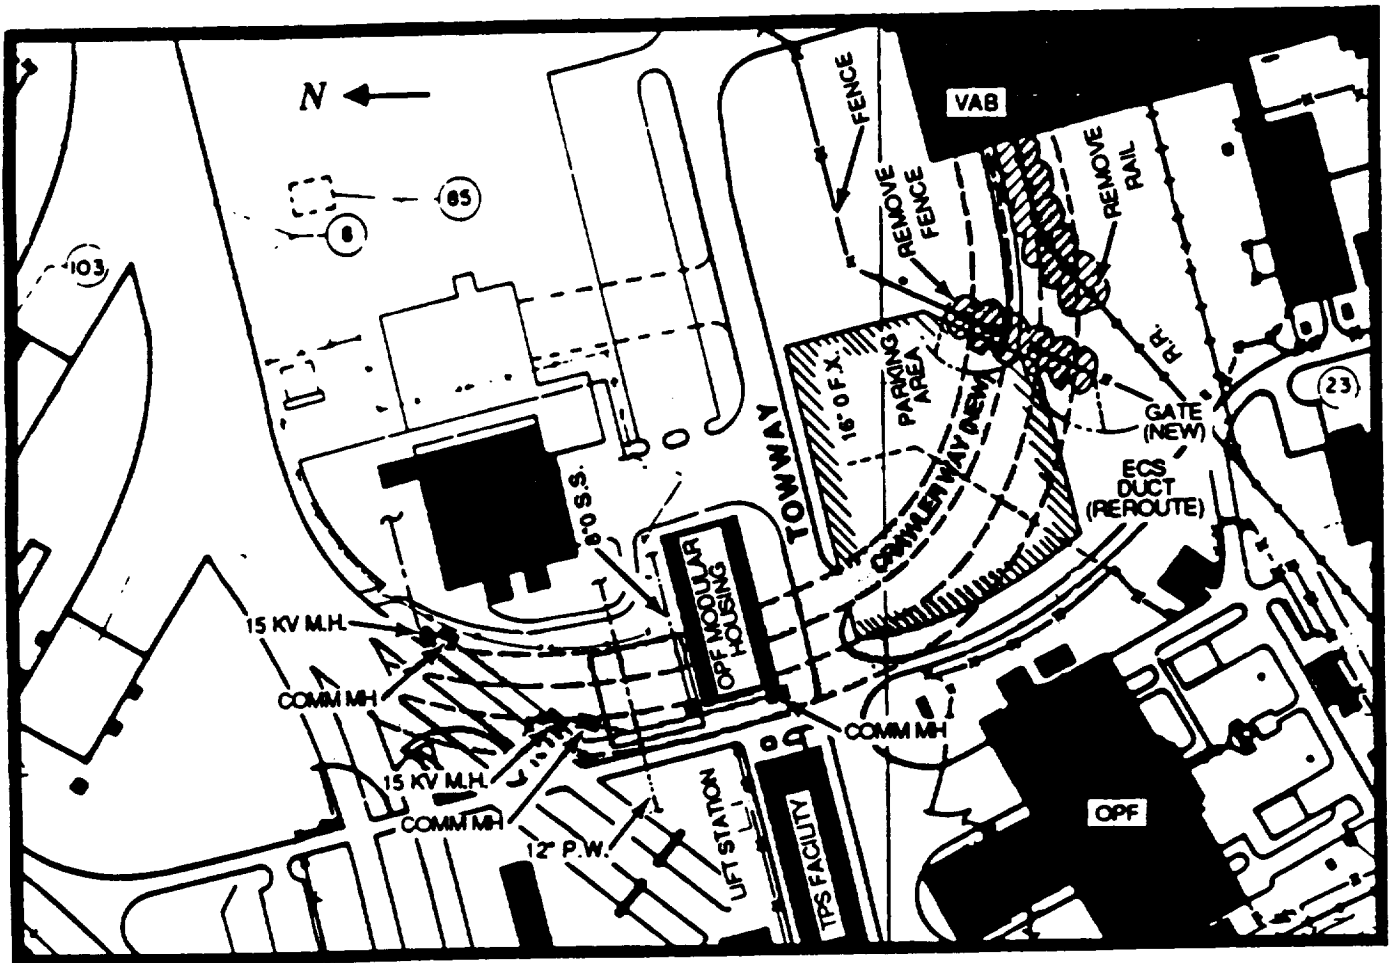 N
VAB
FENCE
REMOVE
FENCE
REMOVE
RAIL
85
6
103
R.R.
23
16" O F.X.
PARKING
AREA
GATE
(NEW)
TOWWAY
CRAWLERWAY (NEW)
ECS
DUCT
(REROUTE)
8"0 S.S.
OPF MODULAR
HOUSING
15 KV M.H.
COMM MH
COMM MH
15 KV M.H.
COMM MH
12" P.W.
LIFT STATION
TPS FACILITY
OPF